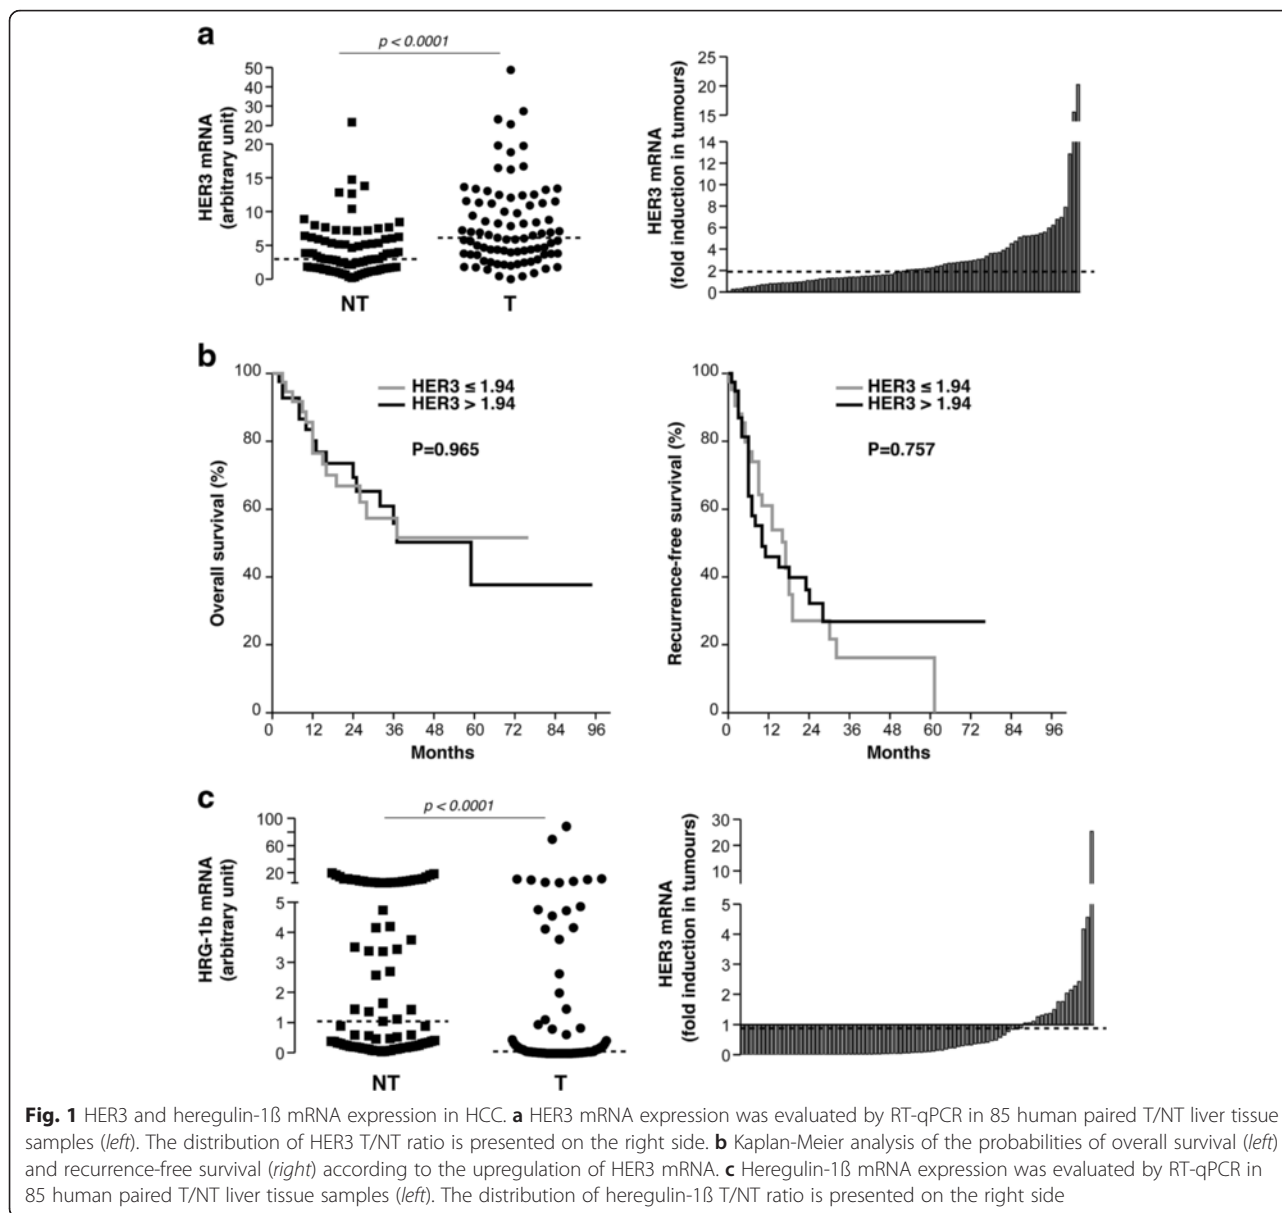 a
p < 0.0001
HER3 mRNA
(arbitrary unit)
50
40
30
20
20
15
10
5
0
NT
T
HER3 mRNA
(fold induction in tumours)
25
20
15
14
12
10
8
6
4
2
0
b
Overall survival (%)
100
80
60
40
20
0
HER3 ≤ 1.94
HER3 > 1.94
P=0.965
0 12 24 36 48 60 72 84 96
Months
Recurrence-free survival (%)
100
80
60
40
20
0
HER3 ≤ 1.94
HER3 > 1.94
P=0.757
0 12 24 36 48 60 72 84 96
Months
c
p < 0.0001
HRG-1b mRNA
(arbitrary unit)
100
60
20
5
4
3
2
1
0
NT
T
HER3 mRNA
(fold induction in tumours)
30
20
10
5
4
3
2
1
0
Fig. 1 HER3 and heregulin-1ß mRNA expression in HCC. a HER3 mRNA expression was evaluated by RT-qPCR in 85 human paired T/NT liver tissue
samples (left). The distribution of HER3 T/NT ratio is presented on the right side. b Kaplan-Meier analysis of the probabilities of overall survival (left)
and recurrence-free survival (right) according to the upregulation of HER3 mRNA. c Heregulin-1ß mRNA expression was evaluated by RT-qPCR in
85 human paired T/NT liver tissue samples (left). The distribution of heregulin-1ß T/NT ratio is presented on the right side